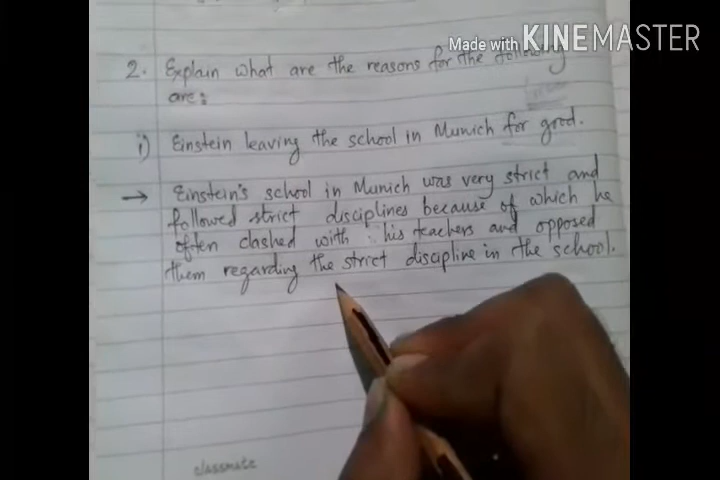 Made with KINEMASTER
2. Explain what are the reasons for the following
are:
i) Einstein leaving the school in Munich for good.
→ Einstein's school in Munich was very strict and
followed strict disciplines because of which he
often clashed with his teachers and opposed
them regarding the strict discipline in the school.
classmate